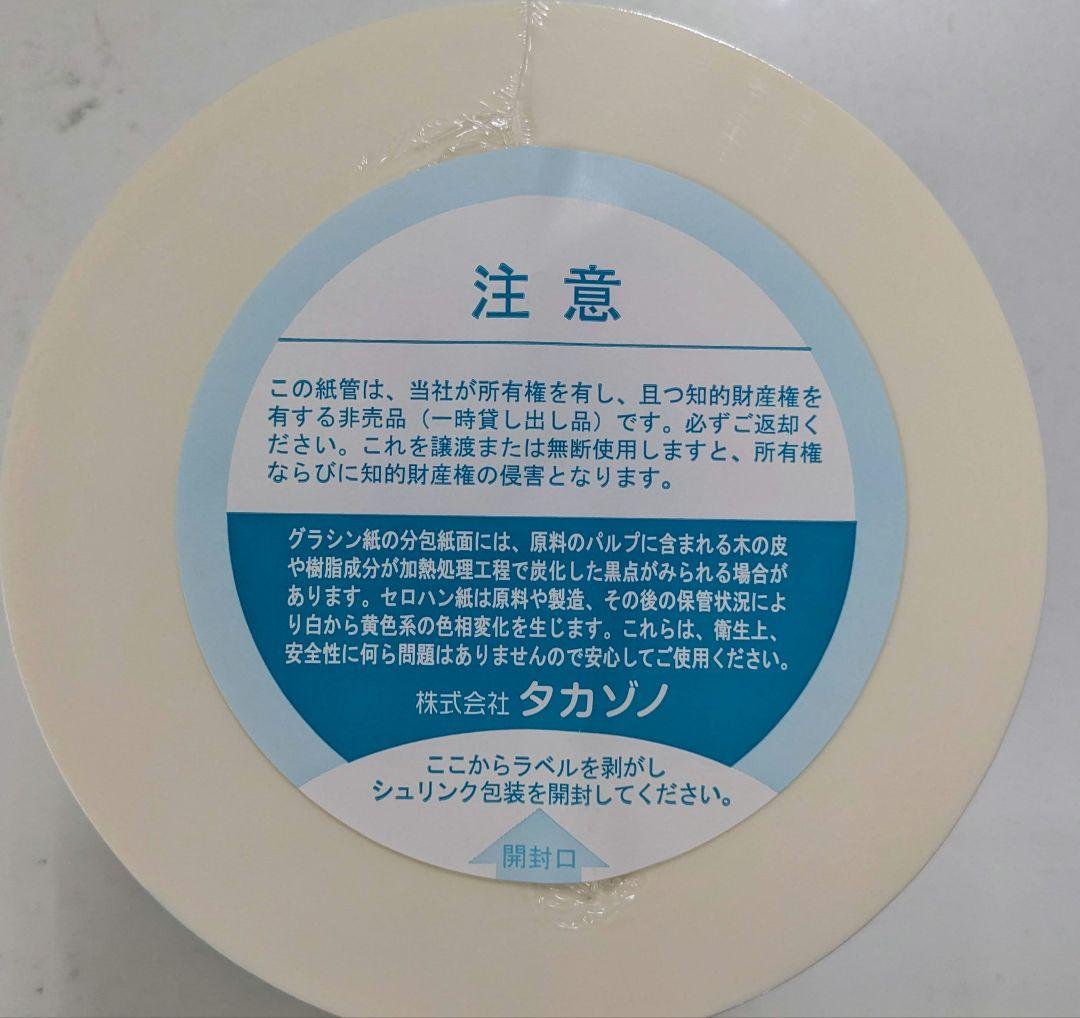 注意
この紙管は、当社が所有権を有し、且つ知的財産権を
有する非売品（一時貸し出し品）です。必ずご返却く
ださい。これを譲渡または無断使用しますと、所有権
ならびに知的財産権の侵害となります。
グラシン紙の分包紙面には、原料のパルプに含まれる木の皮
や樹脂成分が加熱処理工程で炭化した黒点がみられる場合が
あります。セロハン紙は原料や製造、その後の保管状況によ
り白から黄色系の色相変化を生じます。これらは、衛生上、
安全性に何ら問題はありませんので安心してご使用ください。
株式会社 タカゾノ
ここからラベルを剥がし
シュリンク包装を開封してください。
開封口